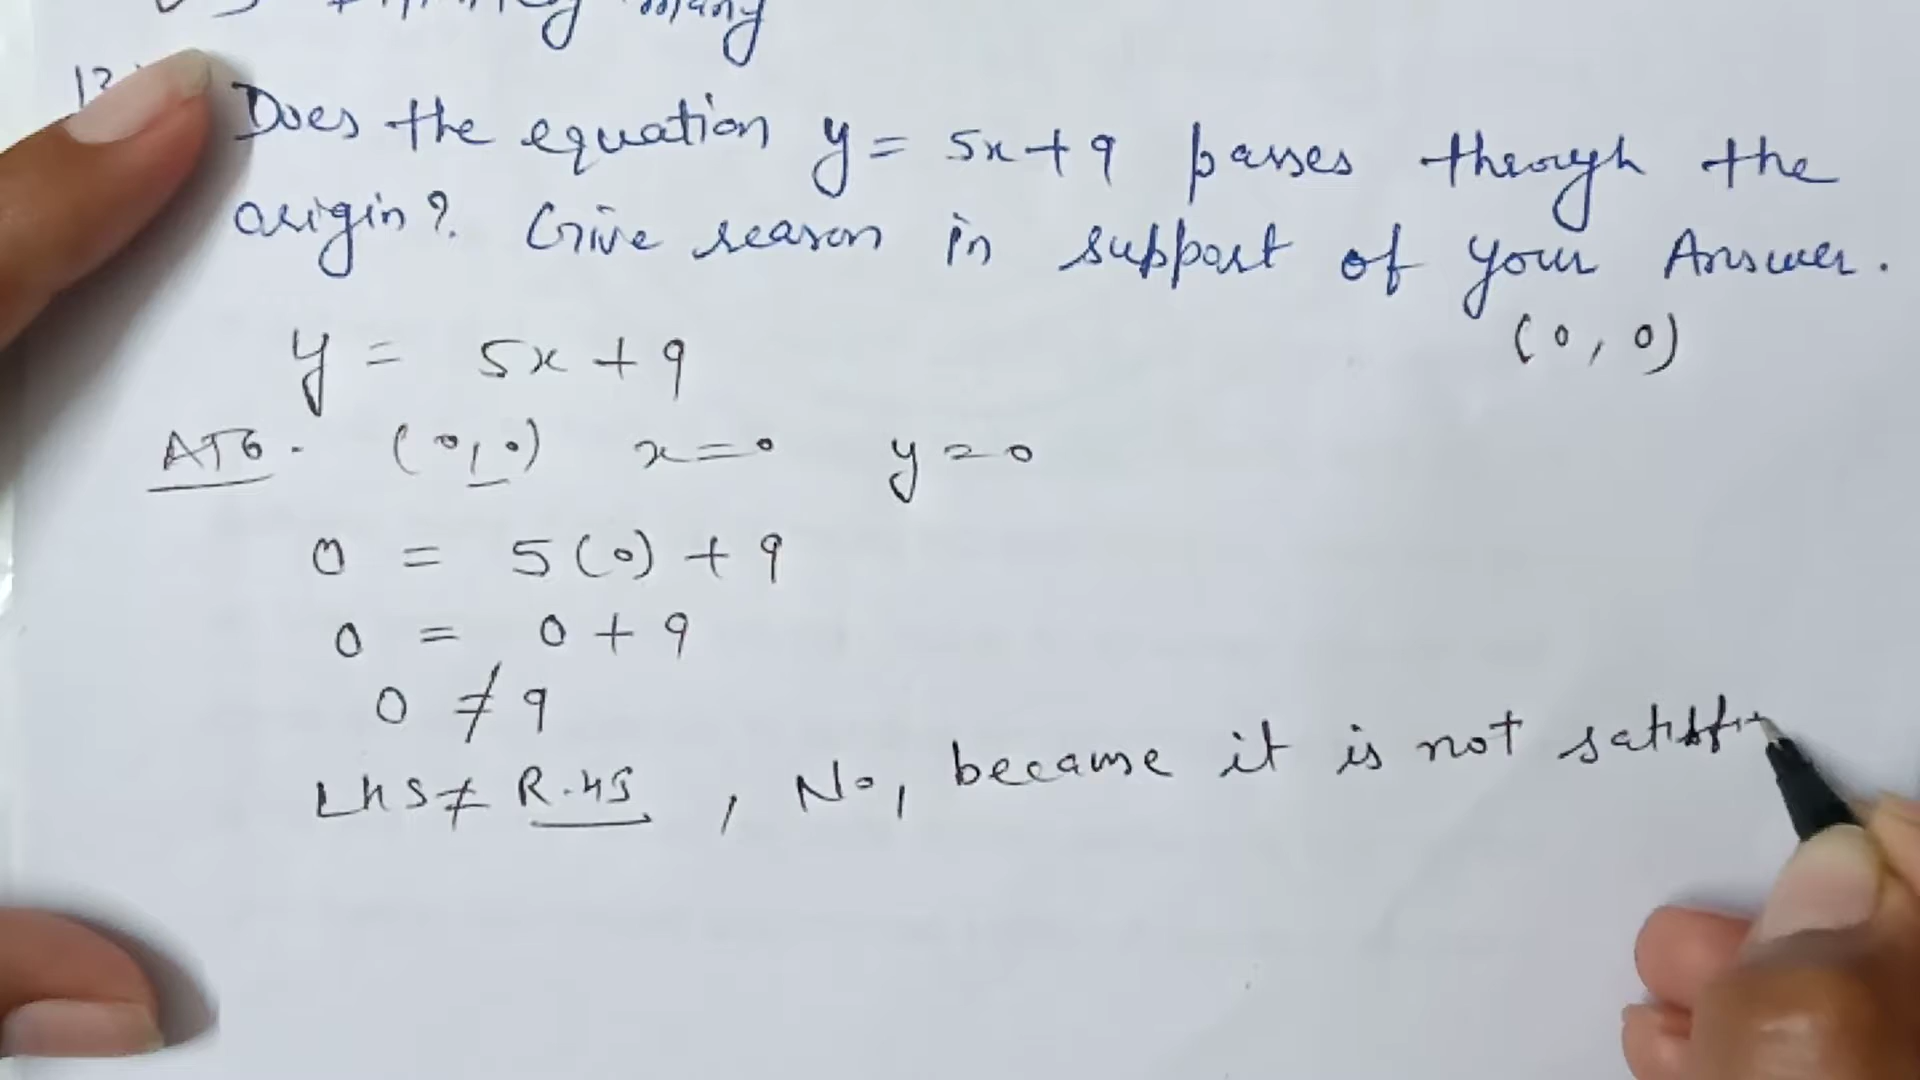 many
Does the equation y = 5x+9 passes through the
origin? Give reason in support of your Answer.
(0, 0)
y = 5x + 9
(0,0) x=0 y=0
0 = 5(0) + 9
0 = 0 + 9
0 ≠ 9
LHS ≠ R.HS , No, because it is not